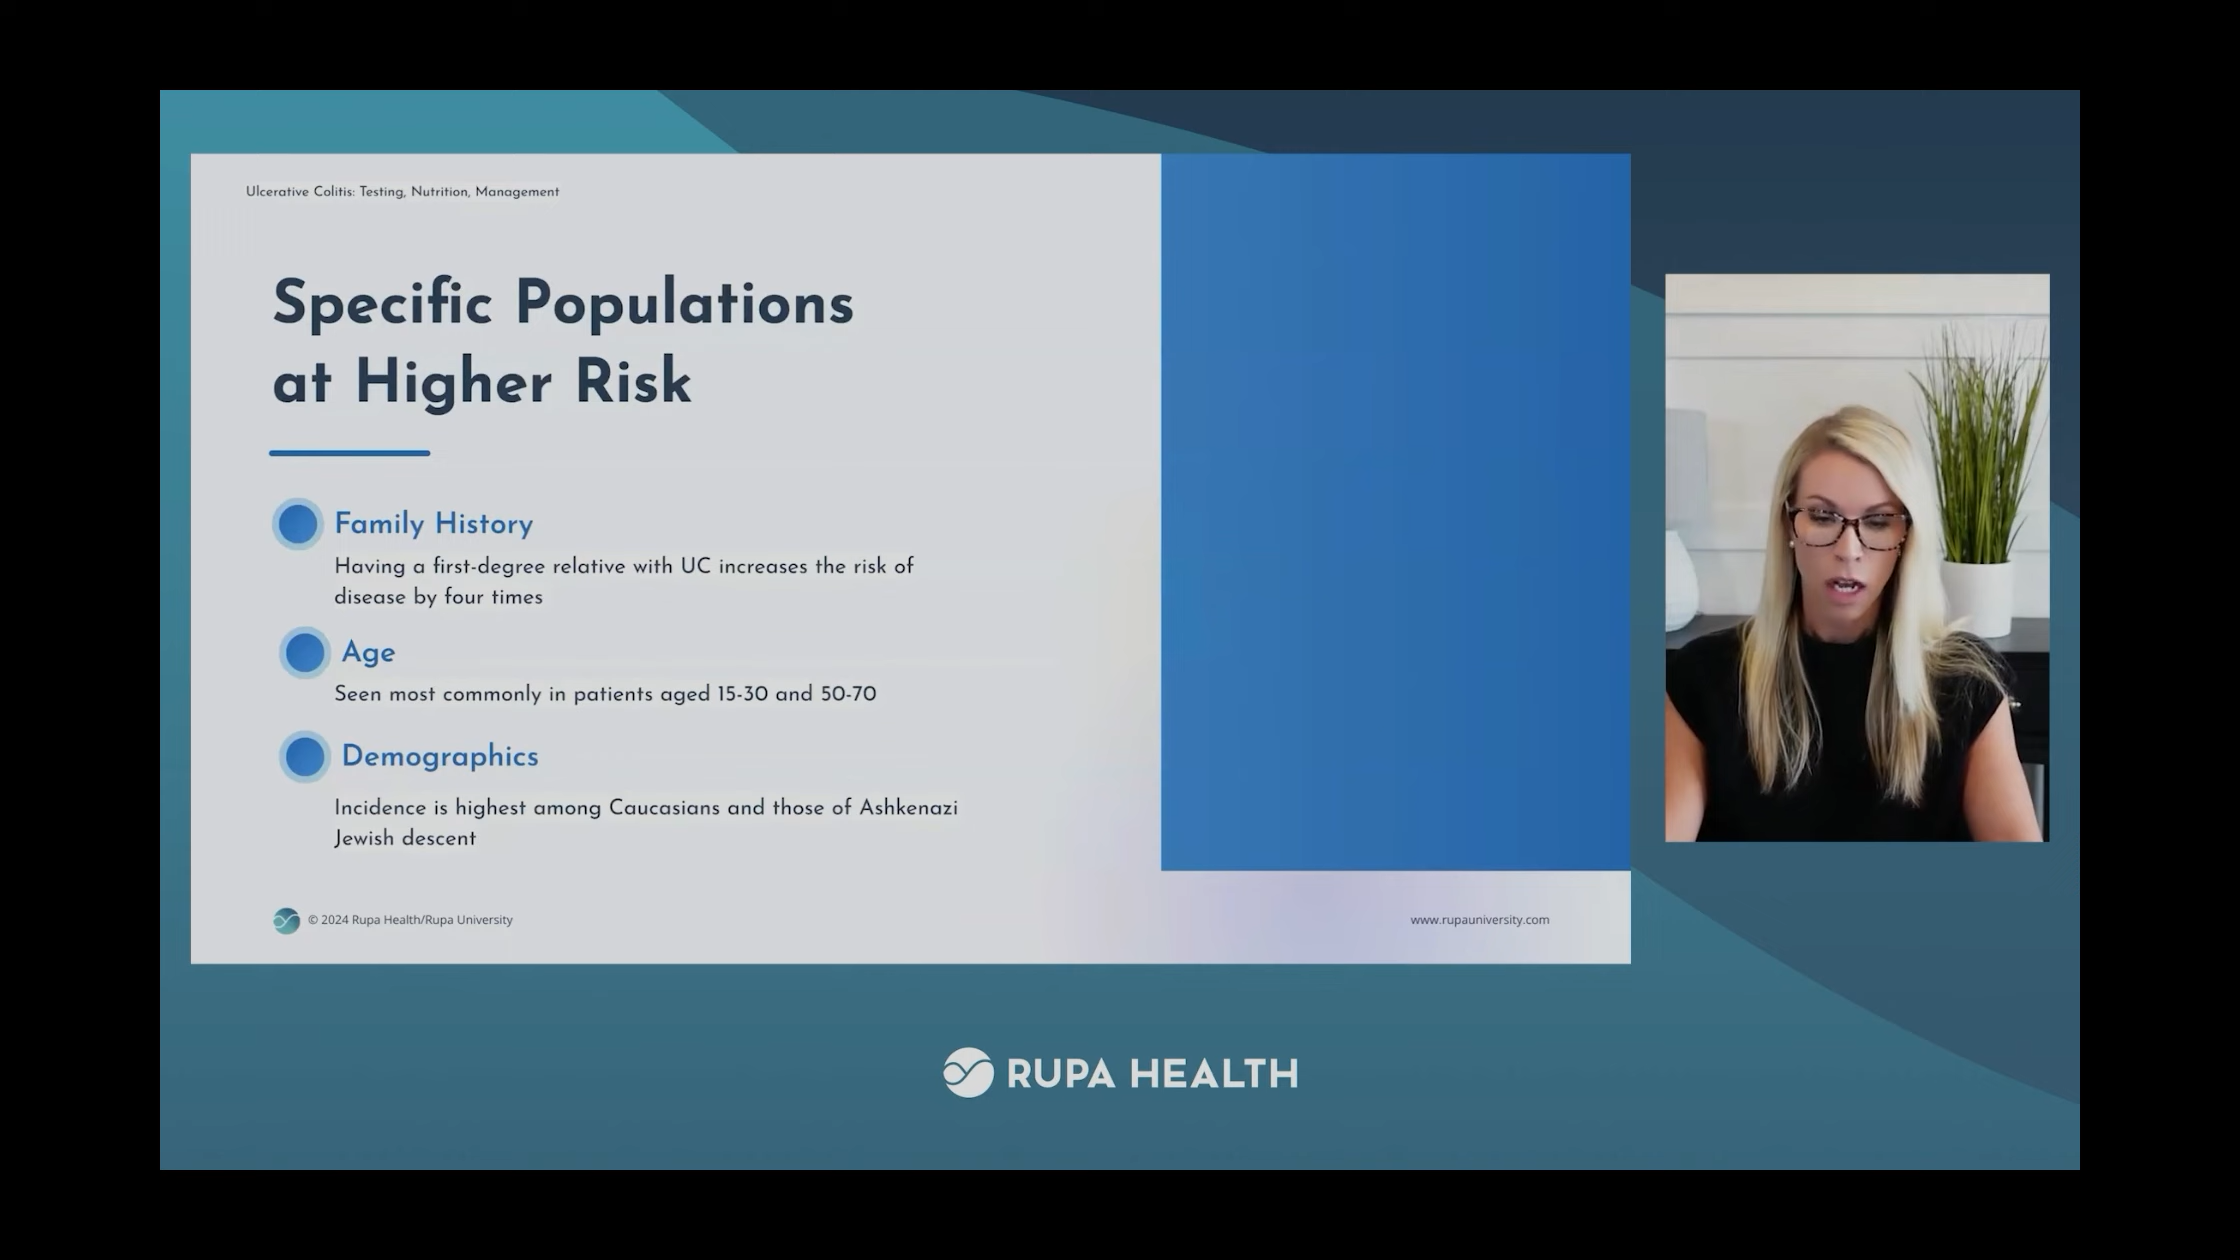 Ulcerative Colitis: Testing, Nutrition, Management
Specific Populations
at Higher Risk
Family History
Having a first-degree relative with UC increases the risk of
disease by four times
Age
Seen most commonly in patients aged 15-30 and 50-70
Demographics
Incidence is highest among Caucasians and those of Ashkenazi
Jewish descent
© 2024 Rupa Health/Rupa University
www.rupauniversity.com
RUPA HEALTH